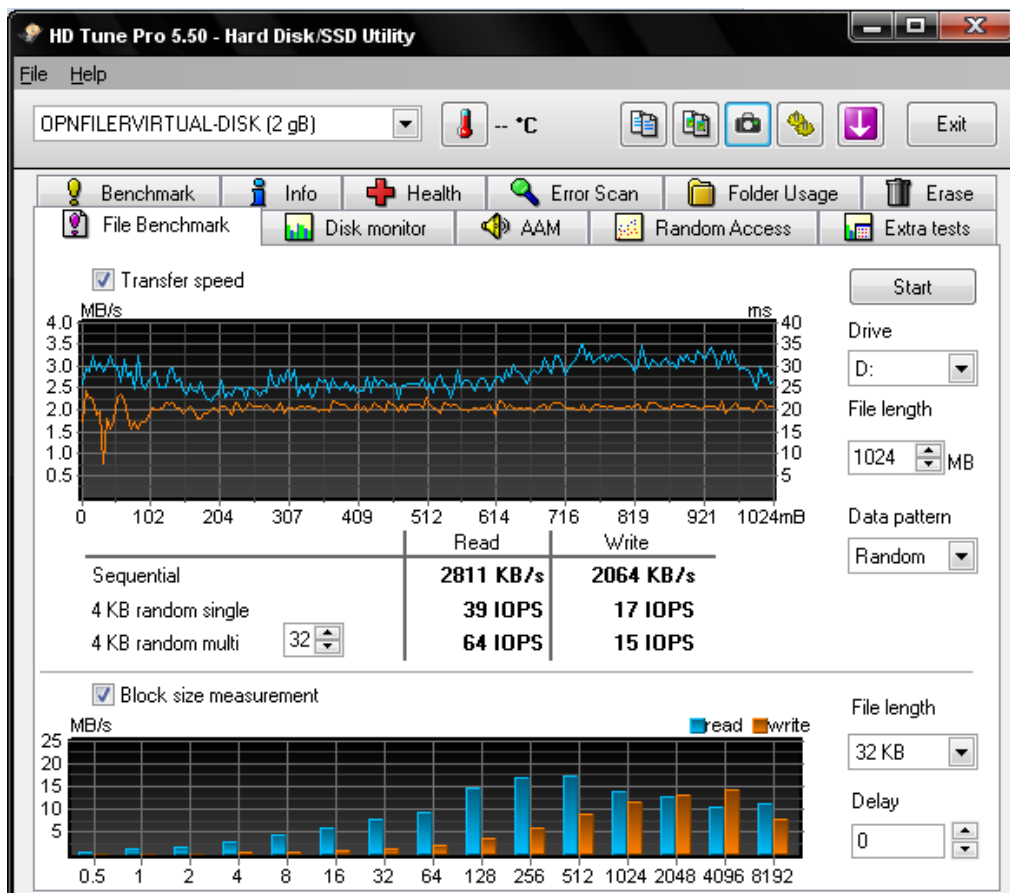 HD Tune Pro 5.50 - Hard Disk/SSD Utility
File Help
OPNFILERVIRTUAL-DISK (2 gB) -- °C Exit
Benchmark Info Health Error Scan Folder Usage Erase
File Benchmark Disk monitor AAM Random Access Extra tests
Transfer speed Start
MB/s ms
4.0 40
3.5 35
3.0 30
2.5 25
2.0 20
1.5 15
1.0 10
0.5 5
0 102 204 307 409 512 614 716 819 921 1024mB
Drive
D:
File length
1024 MB
Data pattern
Random
Read Write
Sequential 2811 KB/s 2064 KB/s
4 KB random single 39 IOPS 17 IOPS
4 KB random multi 32 64 IOPS 15 IOPS
Block size measurement
MB/s read write
25
20
15
10
5
0.5 1 2 4 8 16 32 64 128 256 512 1024 2048 4096 8192
File length
32 KB
Delay
0